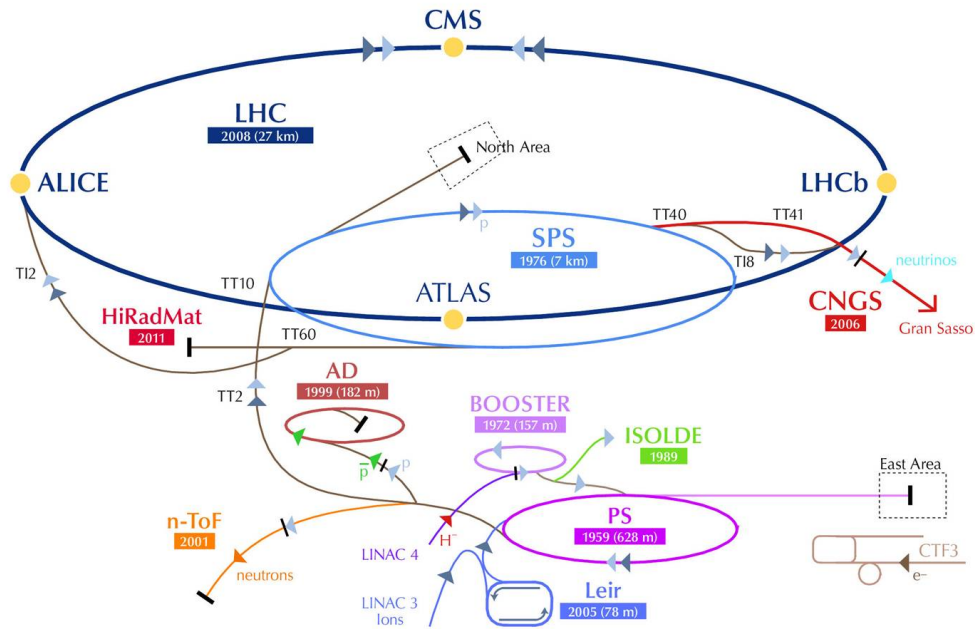 CMS
LHC
2008 (27 km)
North Area
ALICE
LHCb
TT40
TT41
p
SPS
1976 (7 km)
TI8
neutrinos
TI2
TT10
ATLAS
CNGS
2006
Gran Sasso
HiRadMat
2011
TT60
AD
1999 (182 m)
TT2
BOOSTER
1972 (157 m)
ISOLDE
1989
p̅
p
East Area
n-ToF
2001
PS
1959 (628 m)
H⁻
LINAC 4
neutrons
CTF3
e⁻
LINAC 3
Ions
Leir
2005 (78 m)